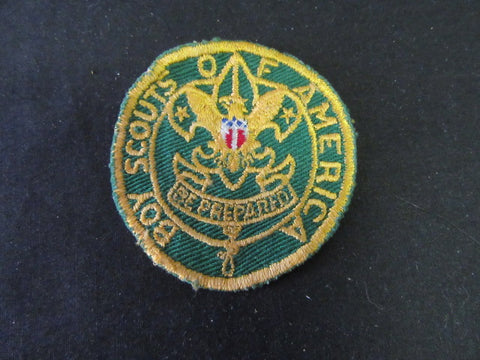 BOY SCOUTS OF AMERICA
BE PREPARED